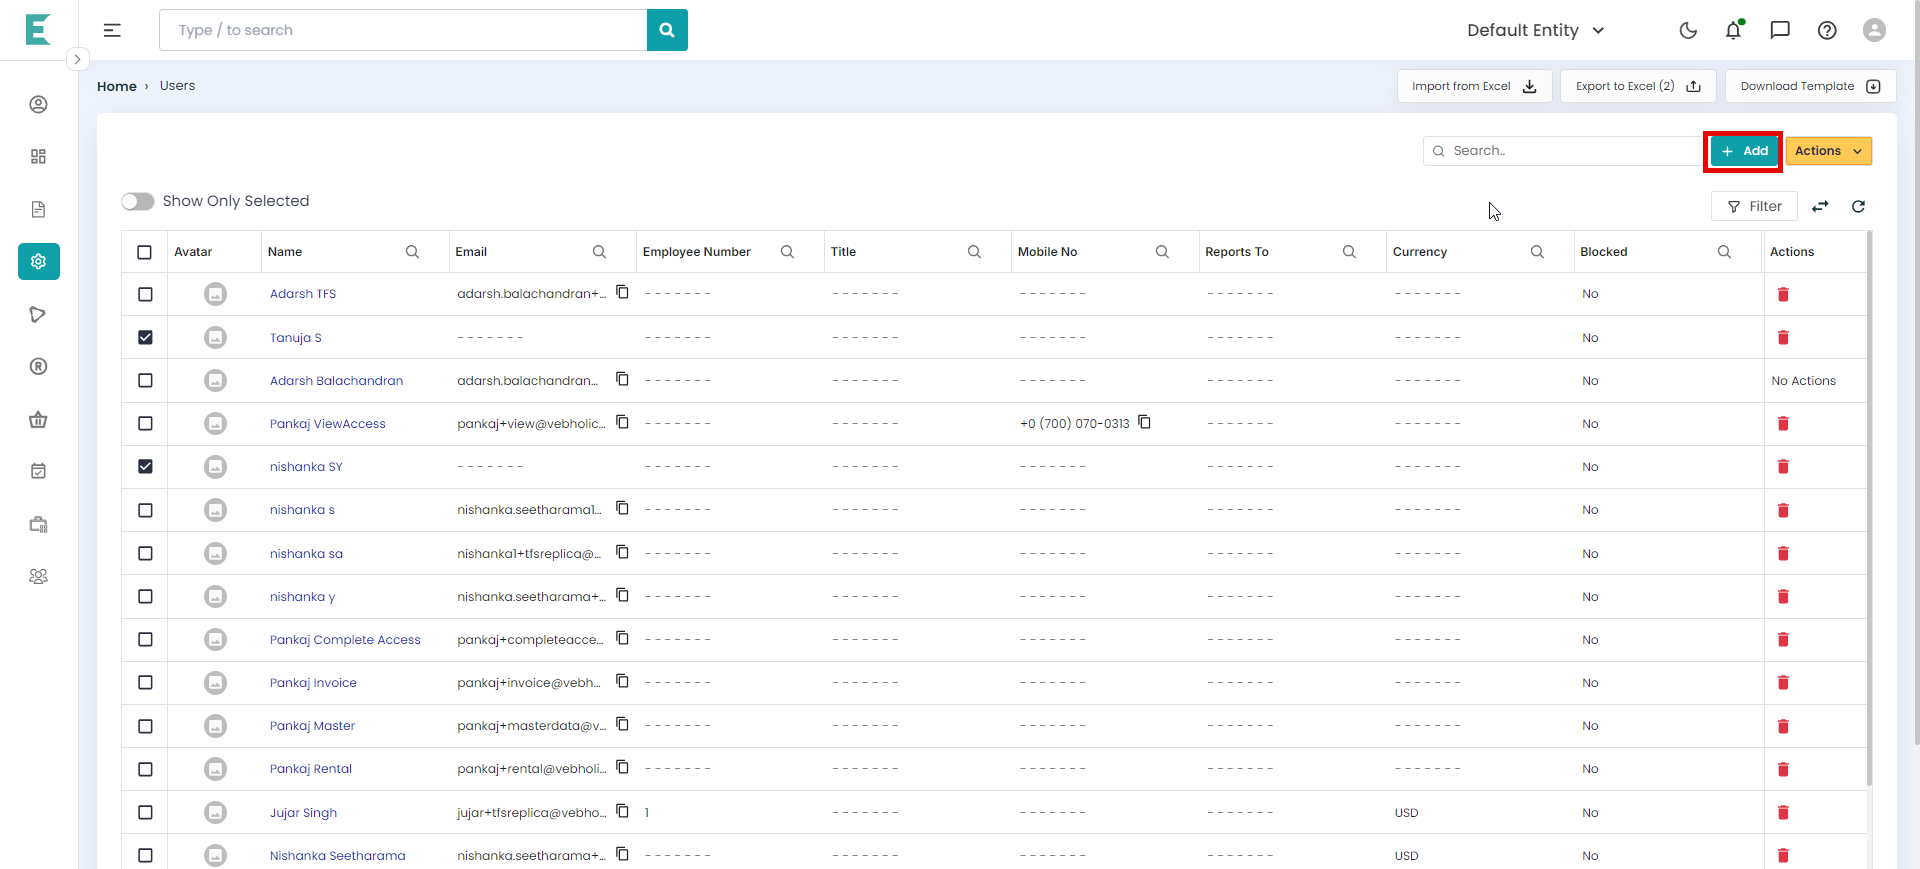 E
Type / to search
Default Entity
Home › Users
Import from Excel
Export to Excel (2)
Download Template
Search..
+ Add
Actions
Show Only Selected
Filter
Avatar Name Email Employee Number Title Mobile No Reports To Currency Blocked Actions
Adarsh TFS adarsh.balachandran+... ------- ------- ------- ------- ------- No
Tanuja S ------- ------- ------- ------- ------- ------- No
Adarsh Balachandran adarsh.balachandran... ------- ------- ------- ------- ------- No No Actions
Pankaj ViewAccess pankaj+view@vebholic... ------- ------- +0 (700) 070-0313 ------- ------- No
nishanka SY ------- ------- ------- ------- ------- ------- No
nishanka s nishanka.seetharama1... ------- ------- ------- ------- ------- No
nishanka sa nishanka1+tfsreplica@... ------- ------- ------- ------- ------- No
nishanka y nishanka.seetharama+... ------- ------- ------- ------- ------- No
Pankaj Complete Access pankaj+completeacce... ------- ------- ------- ------- ------- No
Pankaj Invoice pankaj+invoice@vebh... ------- ------- ------- ------- ------- No
Pankaj Master pankaj+masterdata@v... ------- ------- ------- ------- ------- No
Pankaj Rental pankaj+rental@vebholi... ------- ------- ------- ------- ------- No
Jujar Singh jujar+tfsreplica@vebho... 1 ------- ------- ------- USD No
Nishanka Seetharama nishanka.seetharama+... ------- ------- ------- ------- USD No